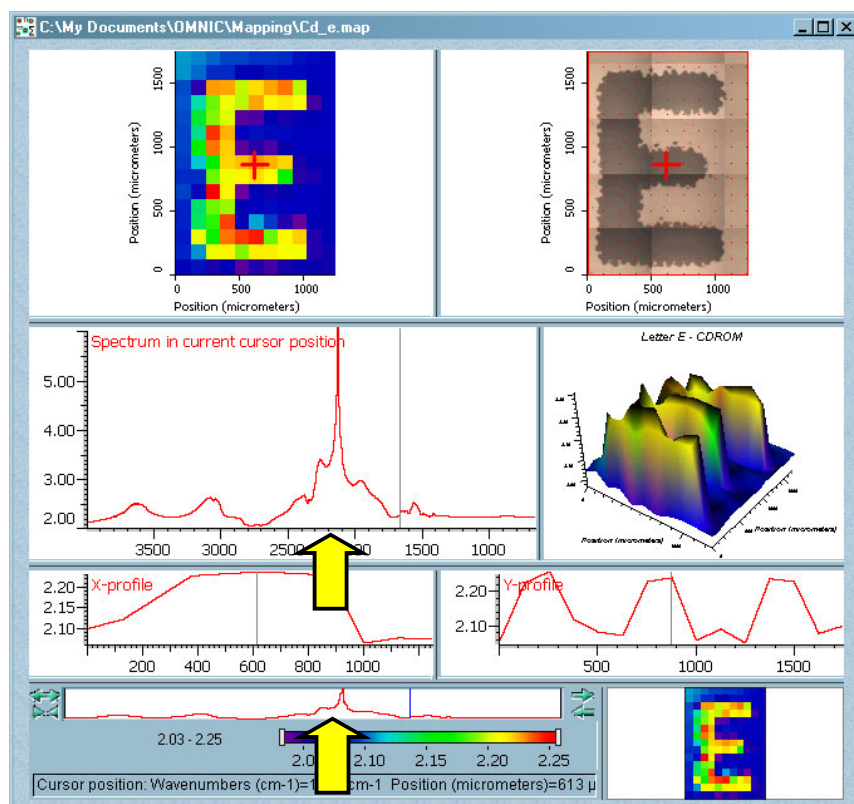 C:\My Documents\OMNIC\Mapping\Cd_e.map
1500
1000
500
0
Position (micrometers)
0 500 1000
Position (micrometers)
1500
1000
500
0
Position (micrometers)
0 500 1000
Position (micrometers)
Spectrum in current cursor position
5.00
4.00
3.00
2.00
3500 3000 1000
Letter E - CDROM
Position (micrometers)
Position (micrometers)
X-profile
2.20
2.15
2.10
200 400 600 800 1000 1200
Y-profile
2.20
2.10
500 1000 1500
2.03 - 2.25
2.10 2.15 2.20 2.25
Cursor position: Wavenumbers (cm-1)= cm-1 Position (micrometers)=613 µ